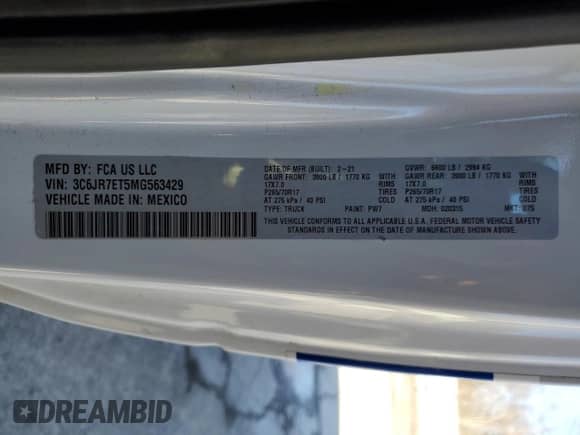 MFD BY: FCA US LLC
VIN: 3C6JR7ET5MG563429
VEHICLE MADE IN: MEXICO
DATE OF MFR (BUILT): 2-21 GVWR: 6600 LB / 2994 KG
GAWR FRONT: 3900 LB / 1770 KG WITH GAWR REAR: 3900 LB / 1770 KG WITH
17X7.0 RIMS 17X7.0 RIMS
P265/70R17 TIRES P265/70R17 TIRES
AT 275 kPa / 40 PSI COLD AT 275 kPa / 40 PSI COLD
TYPE: TRUCK PAINT: PW7 MDH: MKT: 
THIS VEHICLE CONFORMS TO ALL APPLICABLE U.S.A. FEDERAL MOTOR VEHICLE SAFETY
STANDARDS IN EFFECT ON THE DATE OF MANUFACTURE SHOWN ABOVE.
DREAMBID